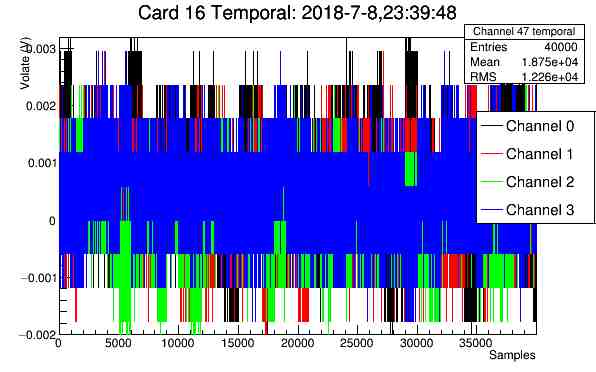 Card 16 Temporal: 2018-7-8,23:39:48
Volate (V)
Channel 47 temporal
Entries 40000
Mean 1.875e+04
RMS 1.226e+04
0.003
0.002
0.001
0
−0.001
−0.002
Channel 0
Channel 1
Channel 2
Channel 3
0 5000 10000 15000 20000 25000 30000 35000
Samples